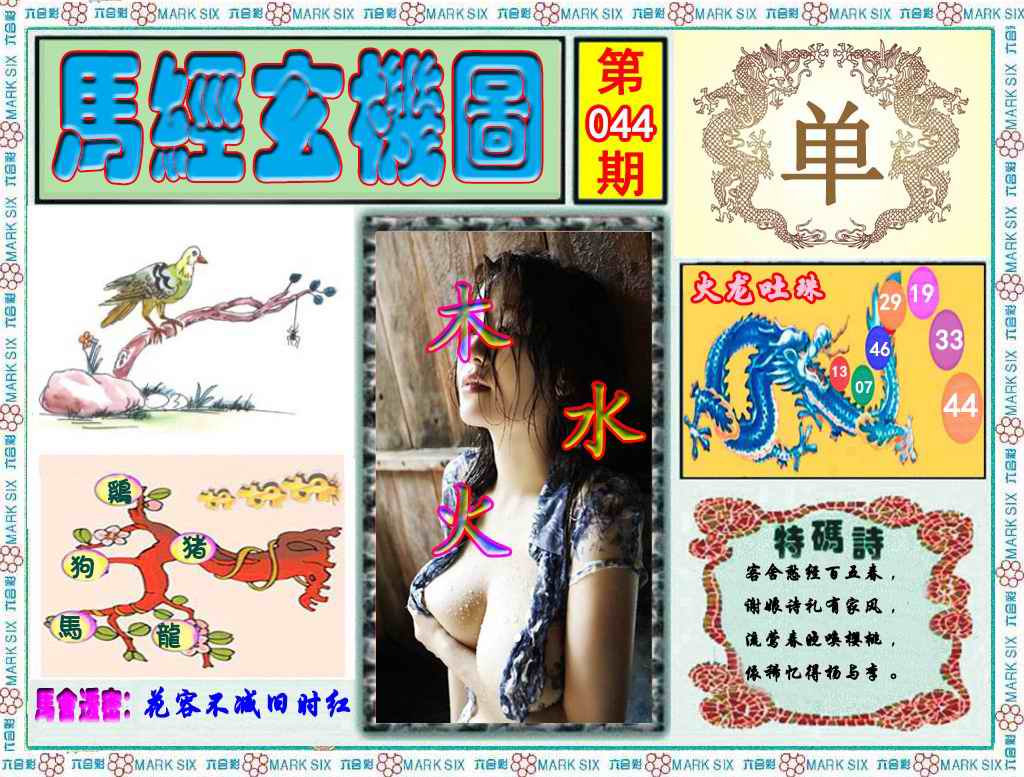 馬經玄機圖
第
044
期
单
火龙吐珠
29
19
33
46
13
07
44
木
水
火
鷄
狗
猪
馬
龍
特碼詩
客舍愁经百五春，
谢娘诗礼有家风，
流莺春晚唤樱桃，
依稀忆得杨与李。
馬會透密：花容不减旧时红
六合彩 MARK SIX